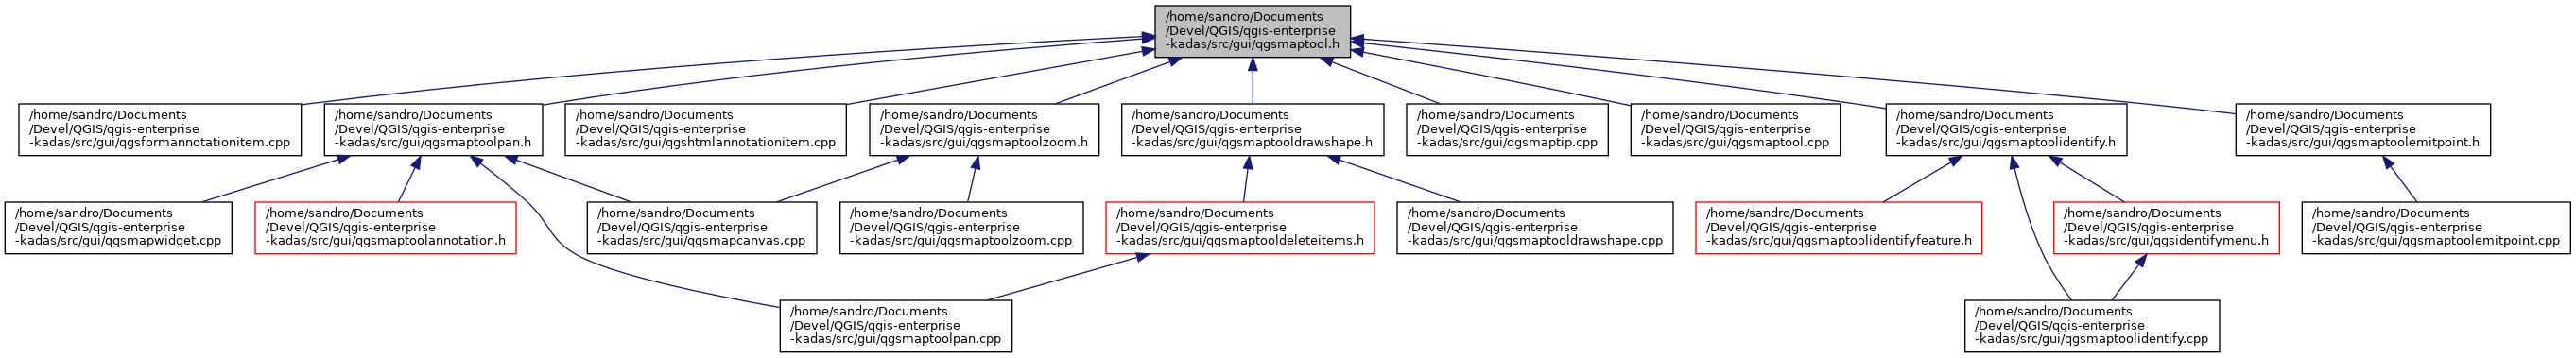 /home/sandro/Documents
/Devel/QGIS/qgis-enterprise
-kadas/src/gui/qgsmaptool.h
/home/sandro/Documents
/Devel/QGIS/qgis-enterprise
-kadas/src/gui/qgsformannotationitem.cpp
/home/sandro/Documents
/Devel/QGIS/qgis-enterprise
-kadas/src/gui/qgsmaptoolpan.h
/home/sandro/Documents
/Devel/QGIS/qgis-enterprise
-kadas/src/gui/qgshtmlannotationitem.cpp
/home/sandro/Documents
/Devel/QGIS/qgis-enterprise
-kadas/src/gui/qgsmaptoolzoom.h
/home/sandro/Documents
/Devel/QGIS/qgis-enterprise
-kadas/src/gui/qgsmaptooldrawshape.h
/home/sandro/Documents
/Devel/QGIS/qgis-enterprise
-kadas/src/gui/qgsmaptip.cpp
/home/sandro/Documents
/Devel/QGIS/qgis-enterprise
-kadas/src/gui/qgsmaptool.cpp
/home/sandro/Documents
/Devel/QGIS/qgis-enterprise
-kadas/src/gui/qgsmaptoolidentify.h
/home/sandro/Documents
/Devel/QGIS/qgis-enterprise
-kadas/src/gui/qgsmaptoolemitpoint.h
/home/sandro/Documents
/Devel/QGIS/qgis-enterprise
-kadas/src/gui/qgsmapwidget.cpp
/home/sandro/Documents
/Devel/QGIS/qgis-enterprise
-kadas/src/gui/qgsmaptoolannotation.h
/home/sandro/Documents
/Devel/QGIS/qgis-enterprise
-kadas/src/gui/qgsmapcanvas.cpp
/home/sandro/Documents
/Devel/QGIS/qgis-enterprise
-kadas/src/gui/qgsmaptoolzoom.cpp
/home/sandro/Documents
/Devel/QGIS/qgis-enterprise
-kadas/src/gui/qgsmaptooldeleteitems.h
/home/sandro/Documents
/Devel/QGIS/qgis-enterprise
-kadas/src/gui/qgsmaptooldrawshape.cpp
/home/sandro/Documents
/Devel/QGIS/qgis-enterprise
-kadas/src/gui/qgsmaptoolidentifyfeature.h
/home/sandro/Documents
/Devel/QGIS/qgis-enterprise
-kadas/src/gui/qgsidentifymenu.h
/home/sandro/Documents
/Devel/QGIS/qgis-enterprise
-kadas/src/gui/qgsmaptoolemitpoint.cpp
/home/sandro/Documents
/Devel/QGIS/qgis-enterprise
-kadas/src/gui/qgsmaptoolpan.cpp
/home/sandro/Documents
/Devel/QGIS/qgis-enterprise
-kadas/src/gui/qgsmaptoolidentify.cpp